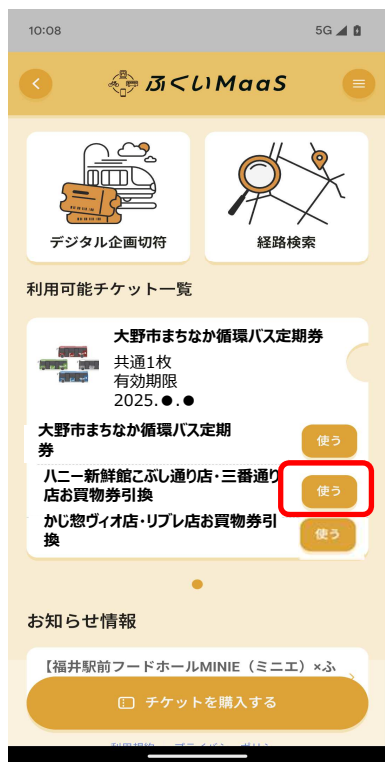 10:08 5G
ふくいMaaS
デジタル企画切符
経路検索
利用可能チケット一覧
大野市まちなか循環バス定期券
共通1枚
有効期限
2025.●.●
大野市まちなか循環バス定期
券
使う
ハニー新鮮館こぶし通り店・三番通り
店お買物券引換
使う
かじ惣ヴィオ店・リブレ店お買物券引
換
使う
お知らせ情報
【福井駅前フードホールMINIE（ミニエ）×ふ
チケットを購入する